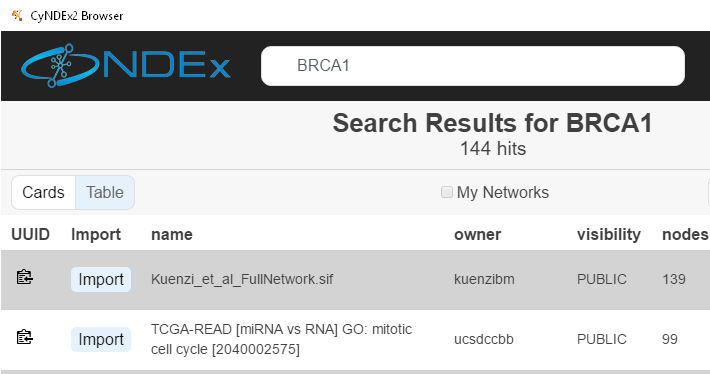 CyNDEx2 Browser
CyNDEx BRCA1
Search Results for BRCA1
144 hits
Cards Table My Networks
UUID Import name owner visibility nodes
Import Kuenzi_et_al_FullNetwork.sif kuenzibm PUBLIC 139
TCGA-READ [miRNA vs RNA] GO: mitotic
Import cell cycle [2040002575] ucsdccbb PUBLIC 99